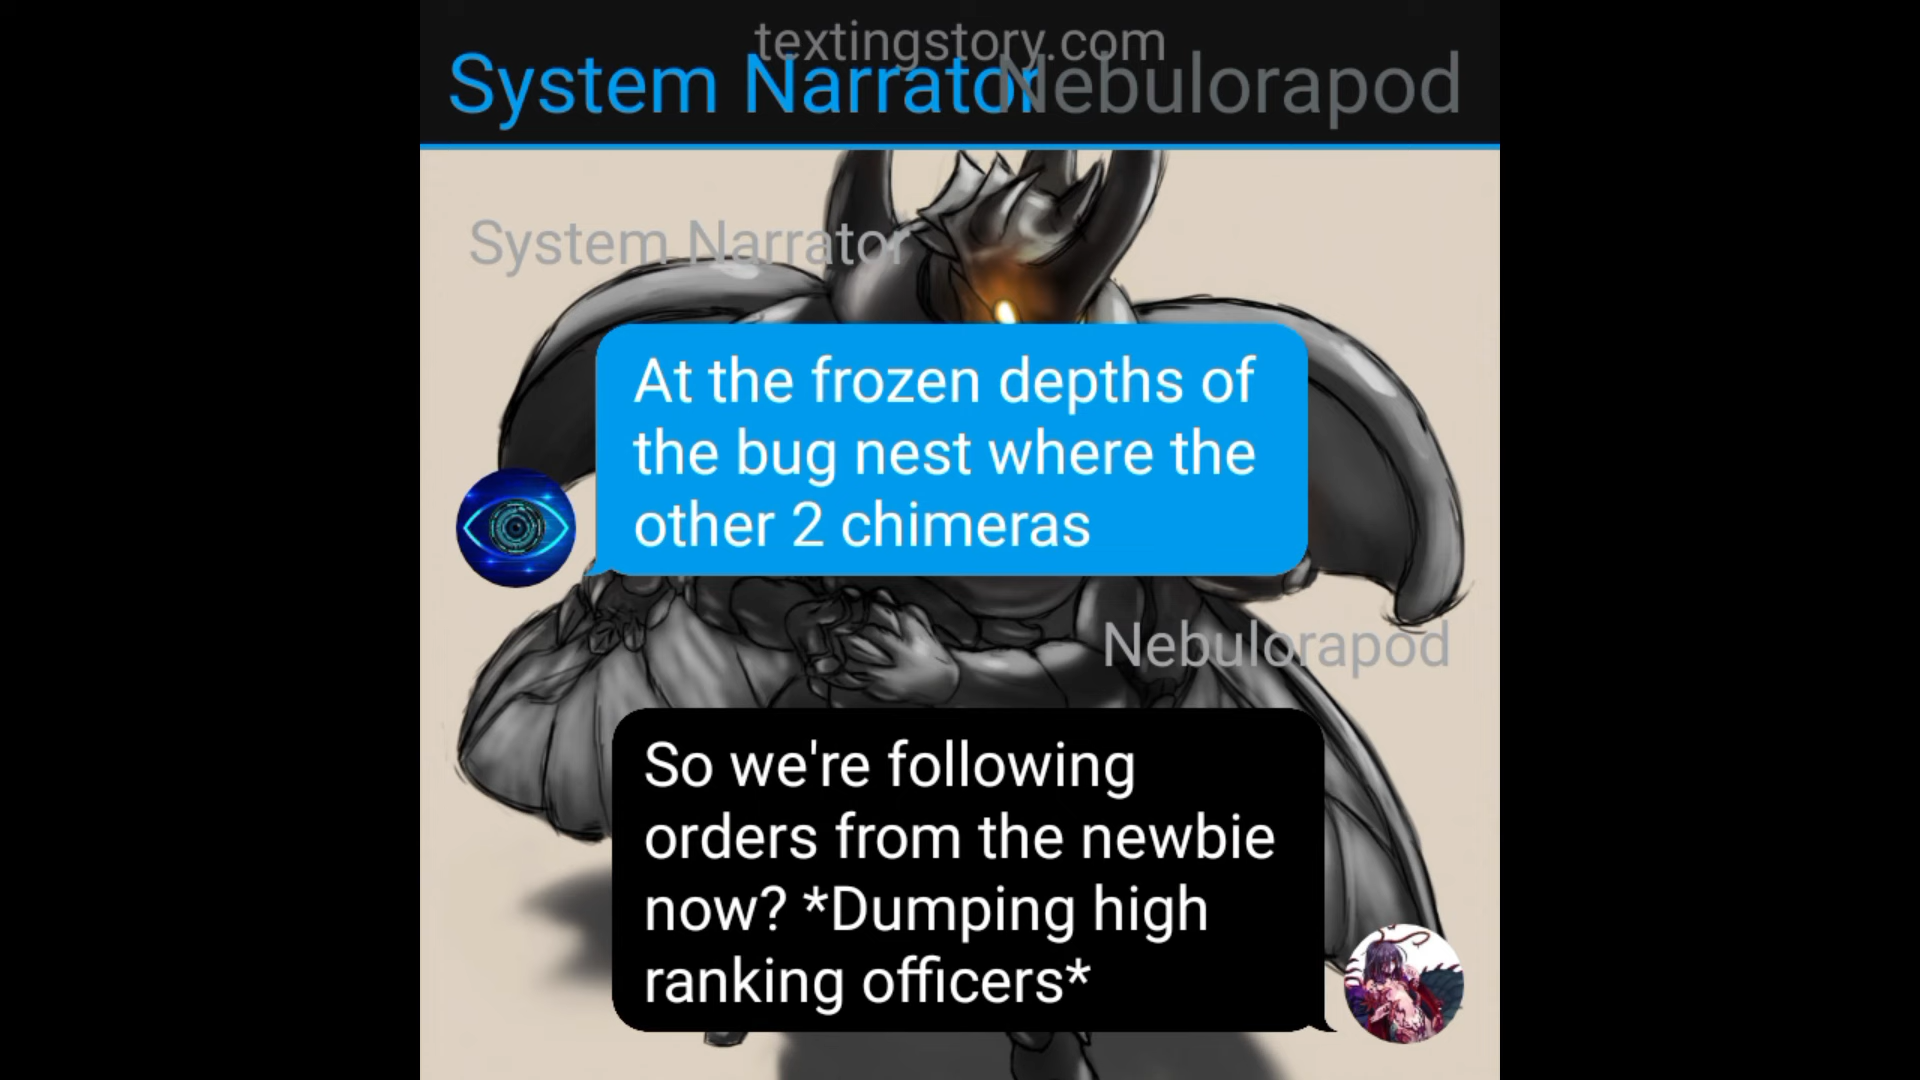 textingstory.com
System Narrator Nebulorapod
System Narrator
At the frozen depths of
the bug nest where the
other 2 chimeras
Nebulorapod
So we're following
orders from the newbie
now? *Dumping high
ranking officers*